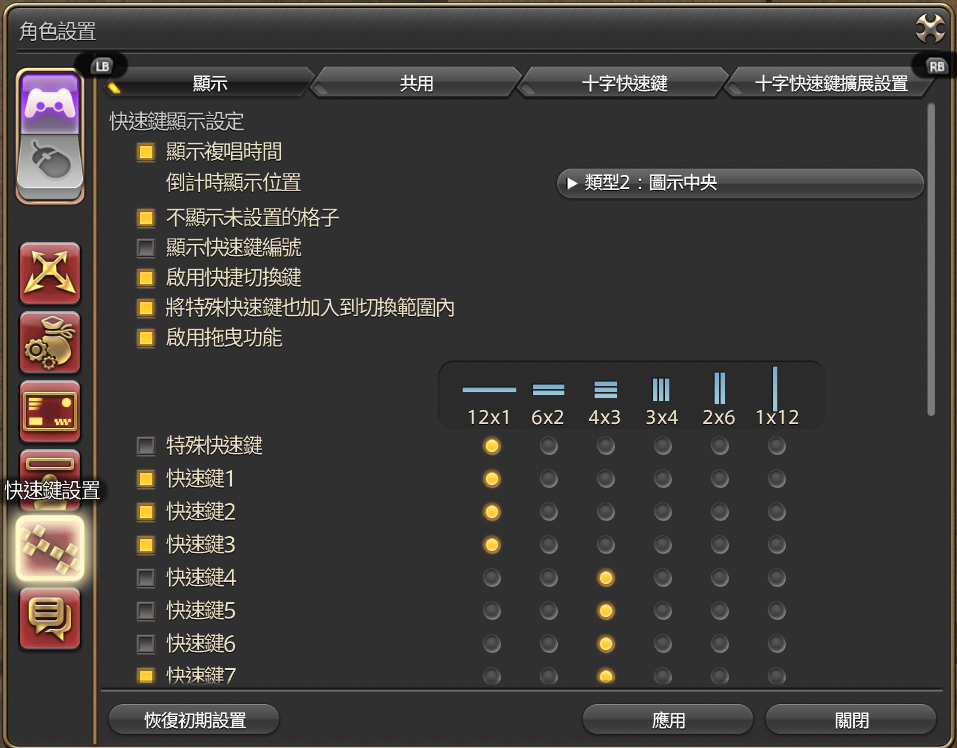 角色設置
LB
RB
顯示
共用
十字快速鍵
十字快速鍵擴展設置
快速鍵顯示設定
顯示複唱時間
倒計時顯示位置
類型2：圖示中央
不顯示未設置的格子
顯示快速鍵編號
啟用快捷切換鍵
將特殊快速鍵也加入到切換範圍內
啟用拖曳功能
12x1 6x2 4x3 3x4 2x6 1x12
特殊快速鍵
快速鍵1
快速鍵2
快速鍵3
快速鍵4
快速鍵5
快速鍵6
快速鍵7
快速鍵設置
恢復初期設置
應用
關閉